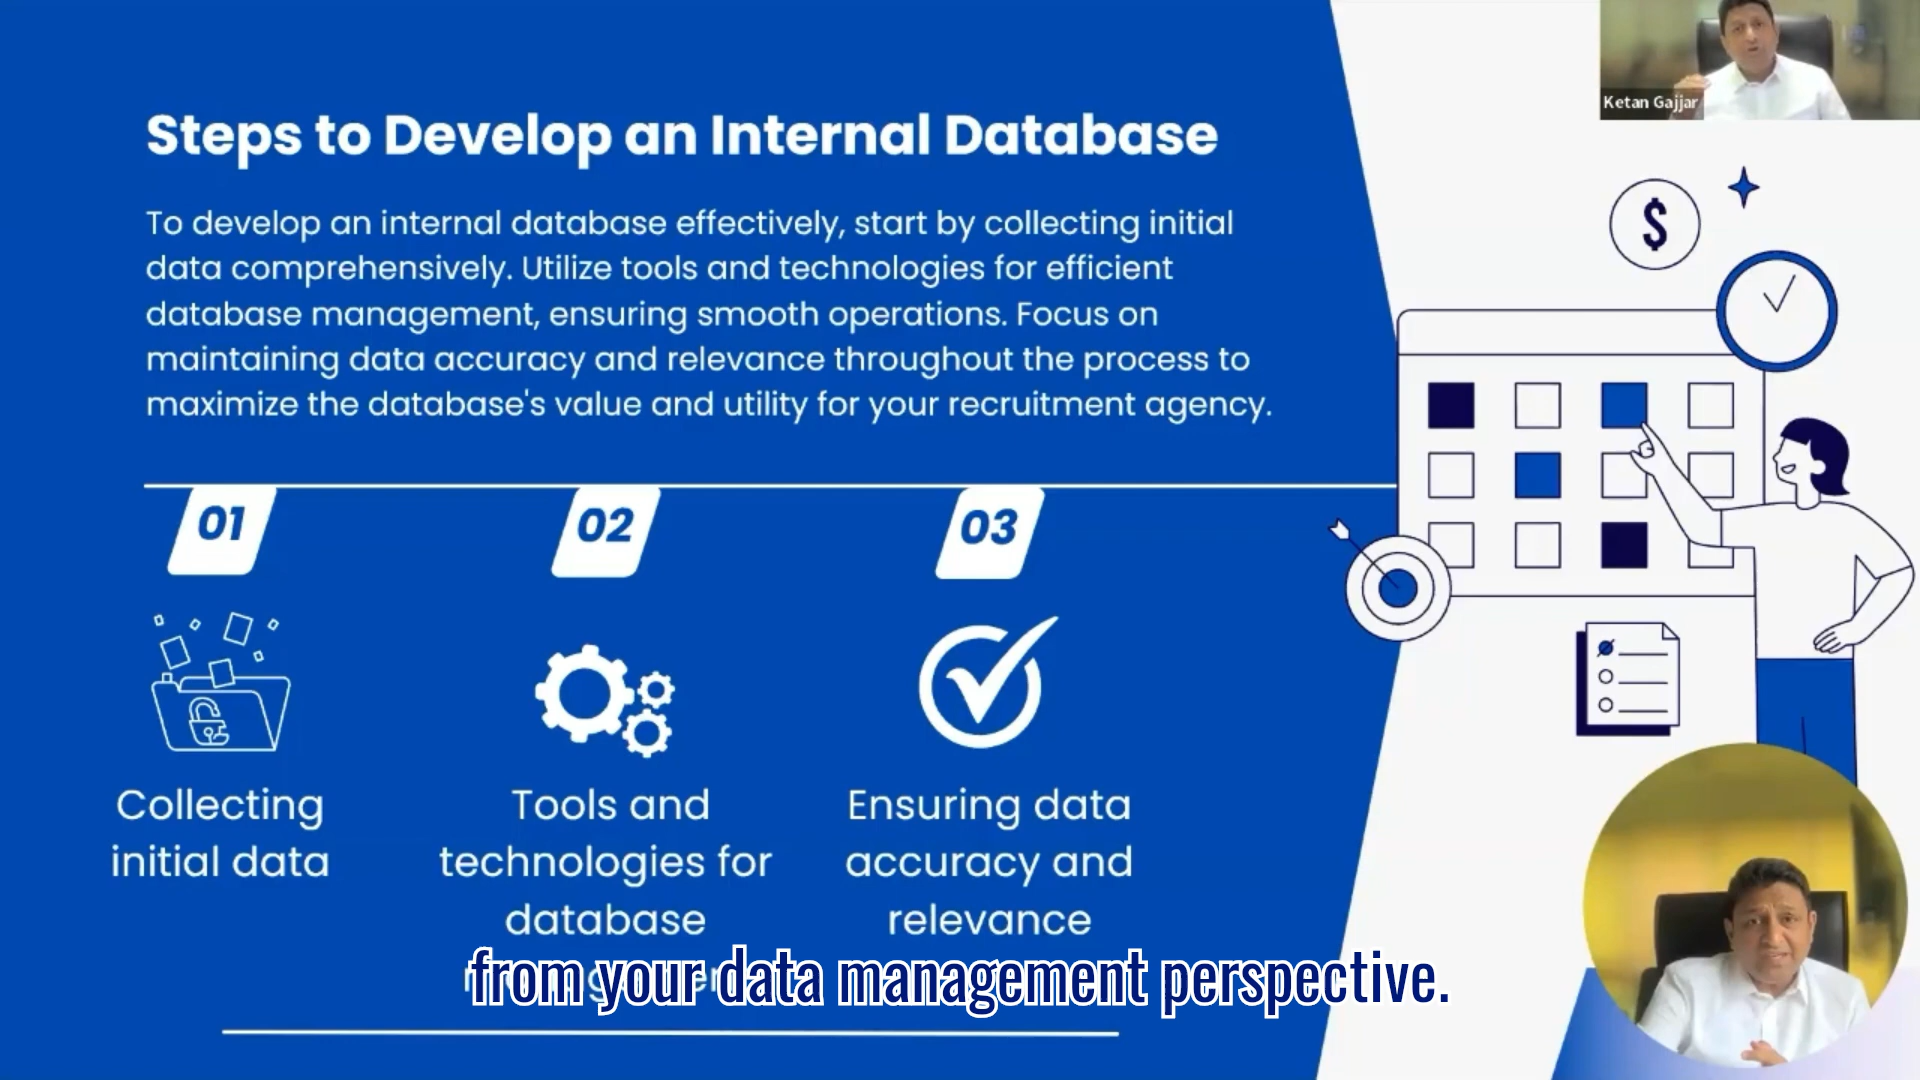 Ketan Gajjar
Steps to Develop an Internal Database
To develop an internal database effectively, start by collecting initial
data comprehensively. Utilize tools and technologies for efficient
database management, ensuring smooth operations. Focus on
maintaining data accuracy and relevance throughout the process to
maximize the database's value and utility for your recruitment agency.
$
01
Collecting
initial data
02
Tools and
technologies for
database
03
Ensuring data
accuracy and
relevance
from your data management perspective.